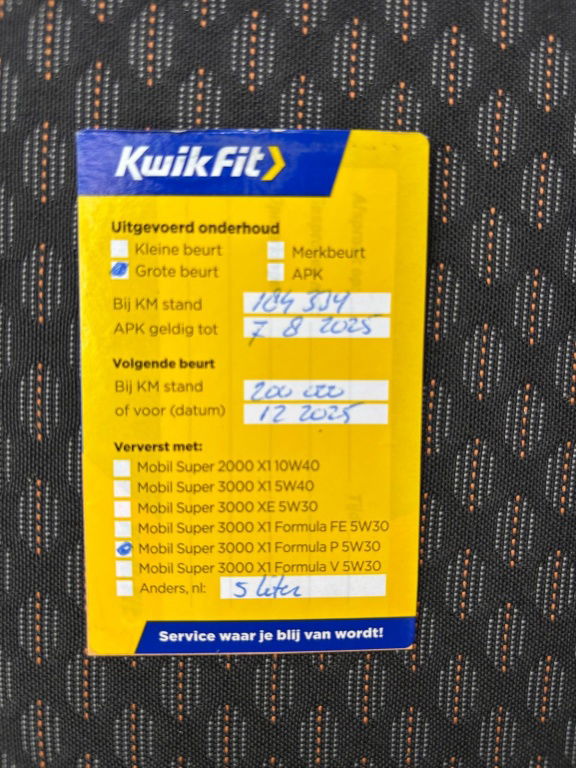 KwikFit
Uitgevoerd onderhoud
Kleine beurt
Merkbeurt
Grote beurt
APK
Bij KM stand
APK geldig tot 7 8 2025
Volgende beurt
Bij KM stand 200 000
of voor (datum) 12 2025
Ververst met:
Mobil Super 2000 X1 10W40
Mobil Super 3000 X1 5W40
Mobil Super 3000 XE 5W30
Mobil Super 3000 X1 Formula FE 5W30
Mobil Super 3000 X1 Formula P 5W30
Mobil Super 3000 X1 Formula V 5W30
Anders, nl: 5 liter
Service waar je blij van wordt!